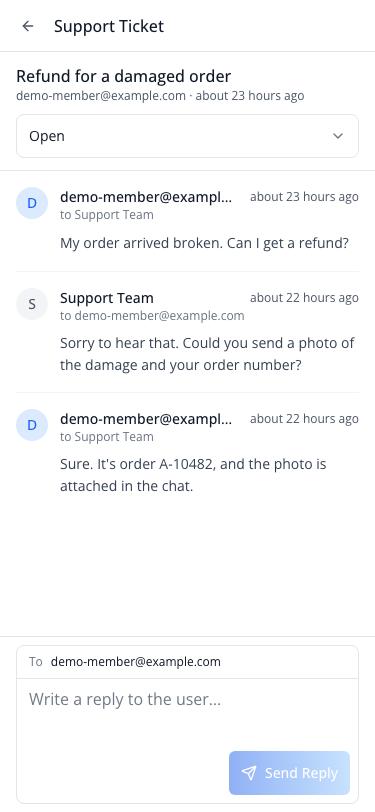 Support Ticket
Refund for a damaged order
demo-member@example.com · about 23 hours ago
Open
D
demo-member@exampl... about 23 hours ago
to Support Team
My order arrived broken. Can I get a refund?
S
Support Team about 22 hours ago
to demo-member@example.com
Sorry to hear that. Could you send a photo of
the damage and your order number?
D
demo-member@exampl... about 22 hours ago
to Support Team
Sure. It's order A-10482, and the photo is
attached in the chat.
To demo-member@example.com
Write a reply to the user...
Send Reply